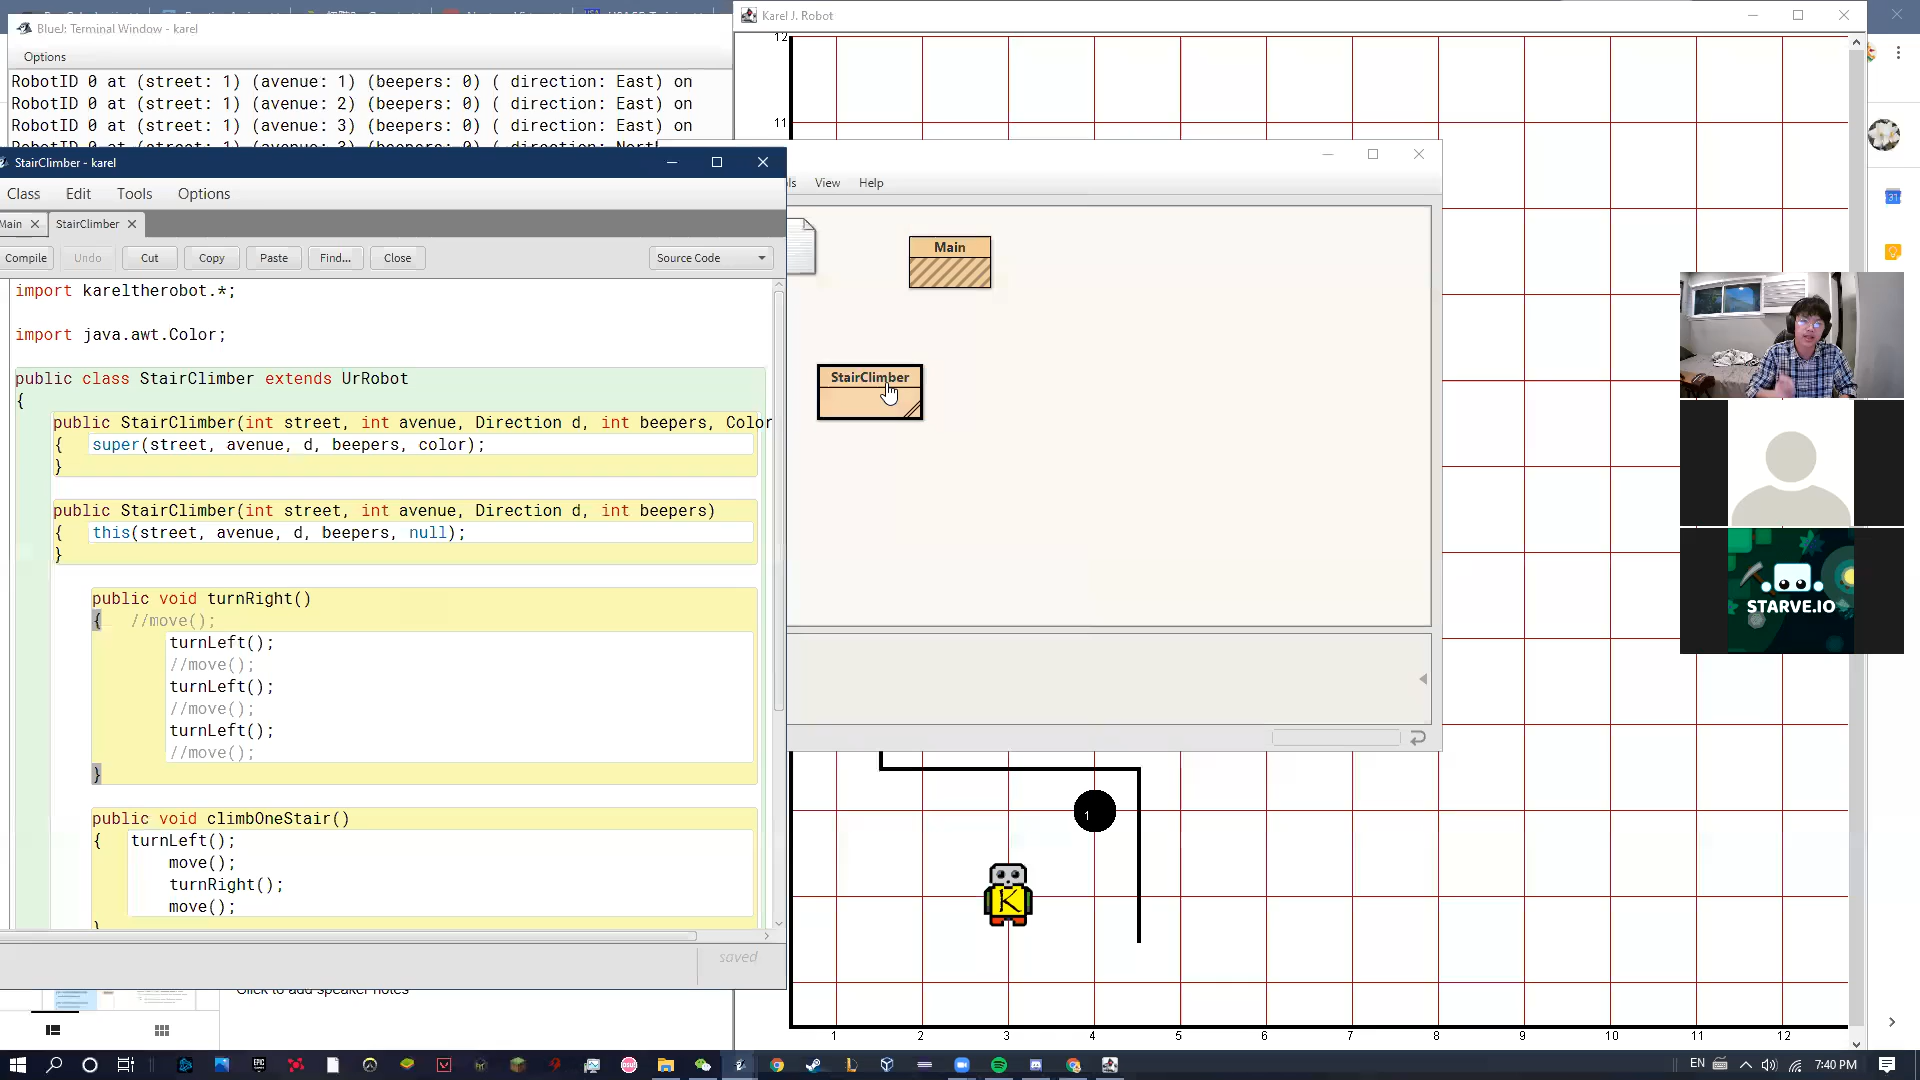 BlueJ: Terminal Window - karel
Options
RobotID 0 at (street: 1) (avenue: 1) (beepers: 0) ( direction: East) on
RobotID 0 at (street: 1) (avenue: 2) (beepers: 0) ( direction: East) on
RobotID 0 at (street: 1) (avenue: 3) (beepers: 0) ( direction: East) on
StairClimber - karel
Class Edit Tools Options
Main StairClimber
Compile Undo Cut Copy Paste Find... Close Source Code
import kareltherobot.*;
import java.awt.Color;
public class StairClimber extends UrRobot
{
public StairClimber(int street, int avenue, Direction d, int beepers, Color
{ super(street, avenue, d, beepers, color);
}
public StairClimber(int street, int avenue, Direction d, int beepers)
{ this(street, avenue, d, beepers, null);
}
public void turnRight()
{ //move();
turnLeft();
//move();
turnLeft();
//move();
turnLeft();
//move();
}
public void climbOneStair()
{ turnLeft();
move();
turnRight();
move();
}
saved
Click to add speaker notes
Karel J. Robot
12
11
View Help
Main
StairClimber
1
K
1 2 3 4 5 6 7 8 9 10 11 12
31
STARVE.IO
EN 7:40 PM